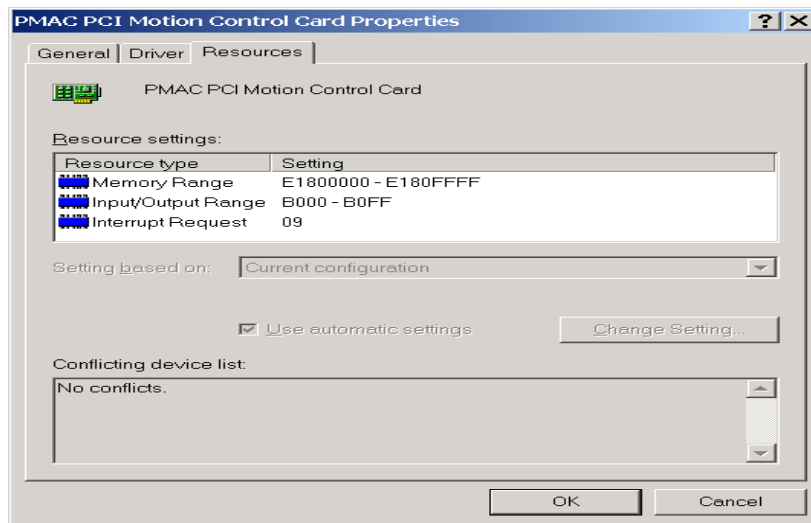 PMAC PCI Motion Control Card Properties
General Driver Resources
PMAC PCI Motion Control Card
Resource settings:
Resource type Setting
Memory Range E1800000 - E180FFFF
Input/Output Range B000 - B0FF
Interrupt Request 09
Setting based on: Current configuration
Use automatic settings Change Setting...
Conflicting device list:
No conflicts.
OK Cancel